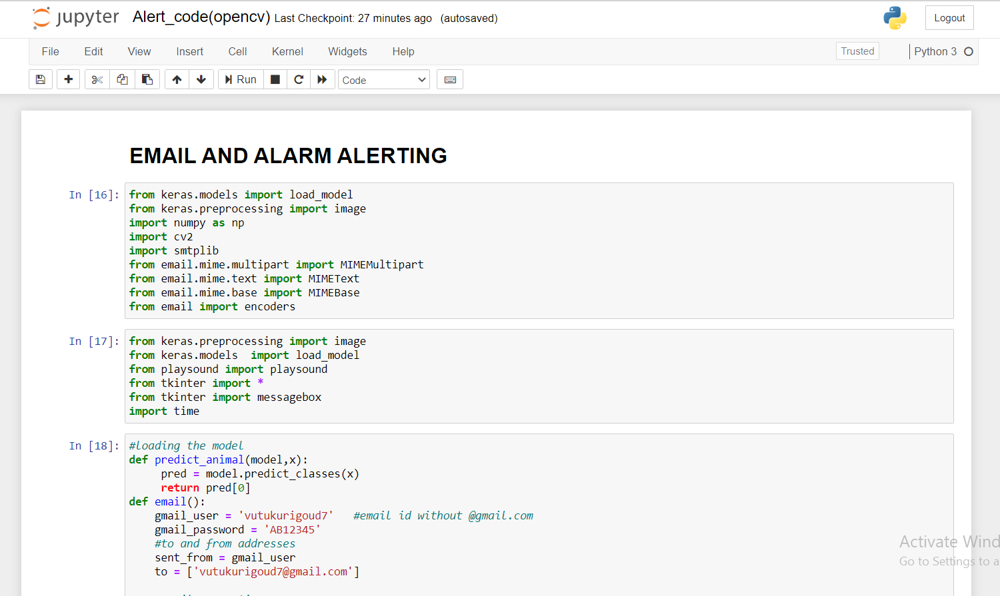 jupyter Alert_code(opencv) Last Checkpoint: 27 minutes ago (autosaved) Logout
File Edit View Insert Cell Kernel Widgets Help Trusted Python 3
Run Code
EMAIL AND ALARM ALERTING
In [16]: from keras.models import load_model
from keras.preprocessing import image
import numpy as np
import cv2
import smtplib
from email.mime.multipart import MIMEMultipart
from email.mime.text import MIMEText
from email.mime.base import MIMEBase
from email import encoders
In [17]: from keras.preprocessing import image
from keras.models  import load_model
from playsound import playsound
from tkinter import *
from tkinter import messagebox
import time
In [18]: #loading the model
def predict_animal(model,x):
     pred = model.predict_classes(x)
     return pred[0]
def email():
    gmail_user = 'vutukurigoud7'   #email id without @gmail.com
    gmail_password = 'AB12345'
    #to and from addresses
    sent_from = gmail_user
    to = ['vutukurigoud7@gmail.com']
Activate Wind
Go to Settings to a